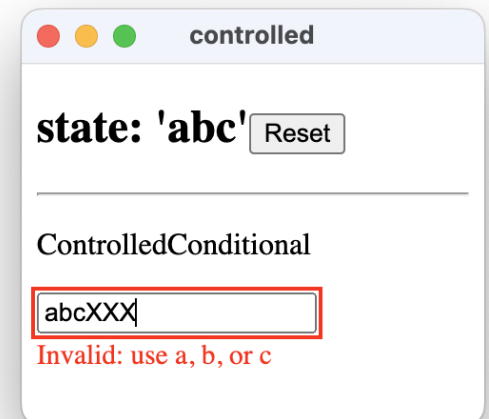 controlled
state: 'abc' Reset
ControlledConditional
abcXXX
Invalid: use a, b, or c